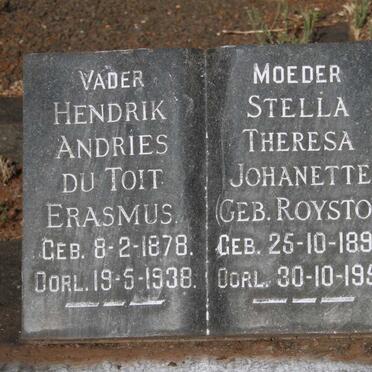 VADER
HENDRIK
ANDRIES
DU TOIT
ERASMUS.
GEB. 8-2-1878.
OORL. 19-5-1938.
MOEDER
STELLA
THERESA
JOHANETTE
(GEB. ROYSTO
GEB. 25-10-189
OORL. 30-10-195